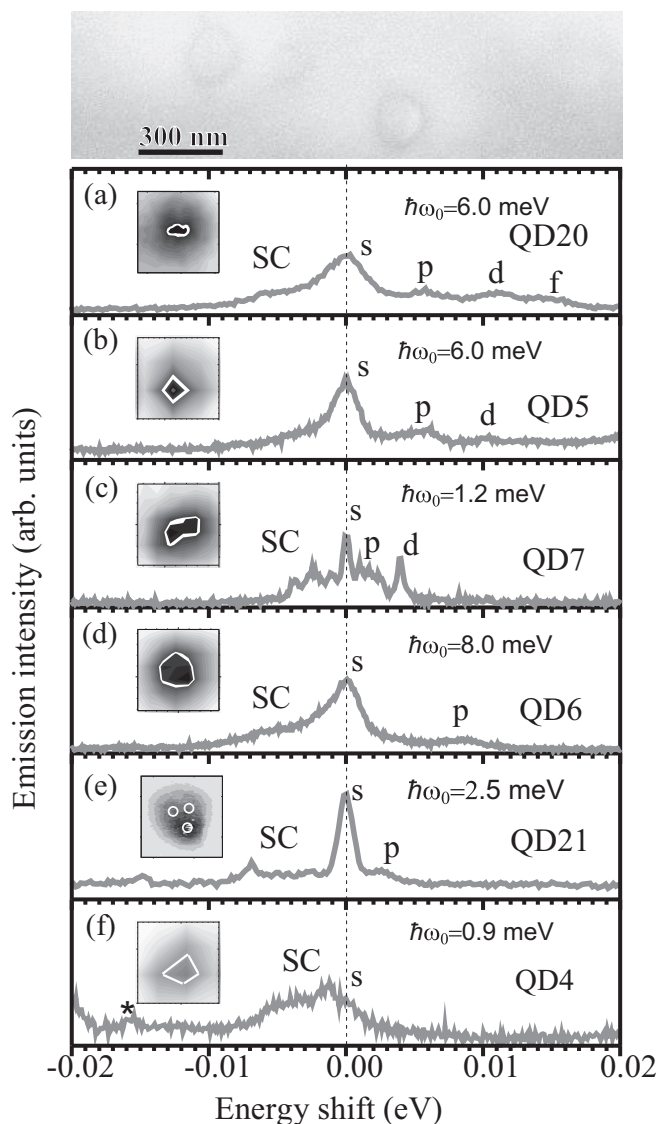 300 nm
(a) ħω₀=6.0 meV
SC s p d f QD20
(b) ħω₀=6.0 meV
s p d QD5
(c) ħω₀=1.2 meV
SC s p d QD7
(d) ħω₀=8.0 meV
SC s p QD6
(e) ħω₀=2.5 meV
SC s p QD21
(f) ħω₀=0.9 meV
* SC s QD4
Emission intensity (arb. units)
-0.02 -0.01 0.00 0.01 0.02
Energy shift (eV)